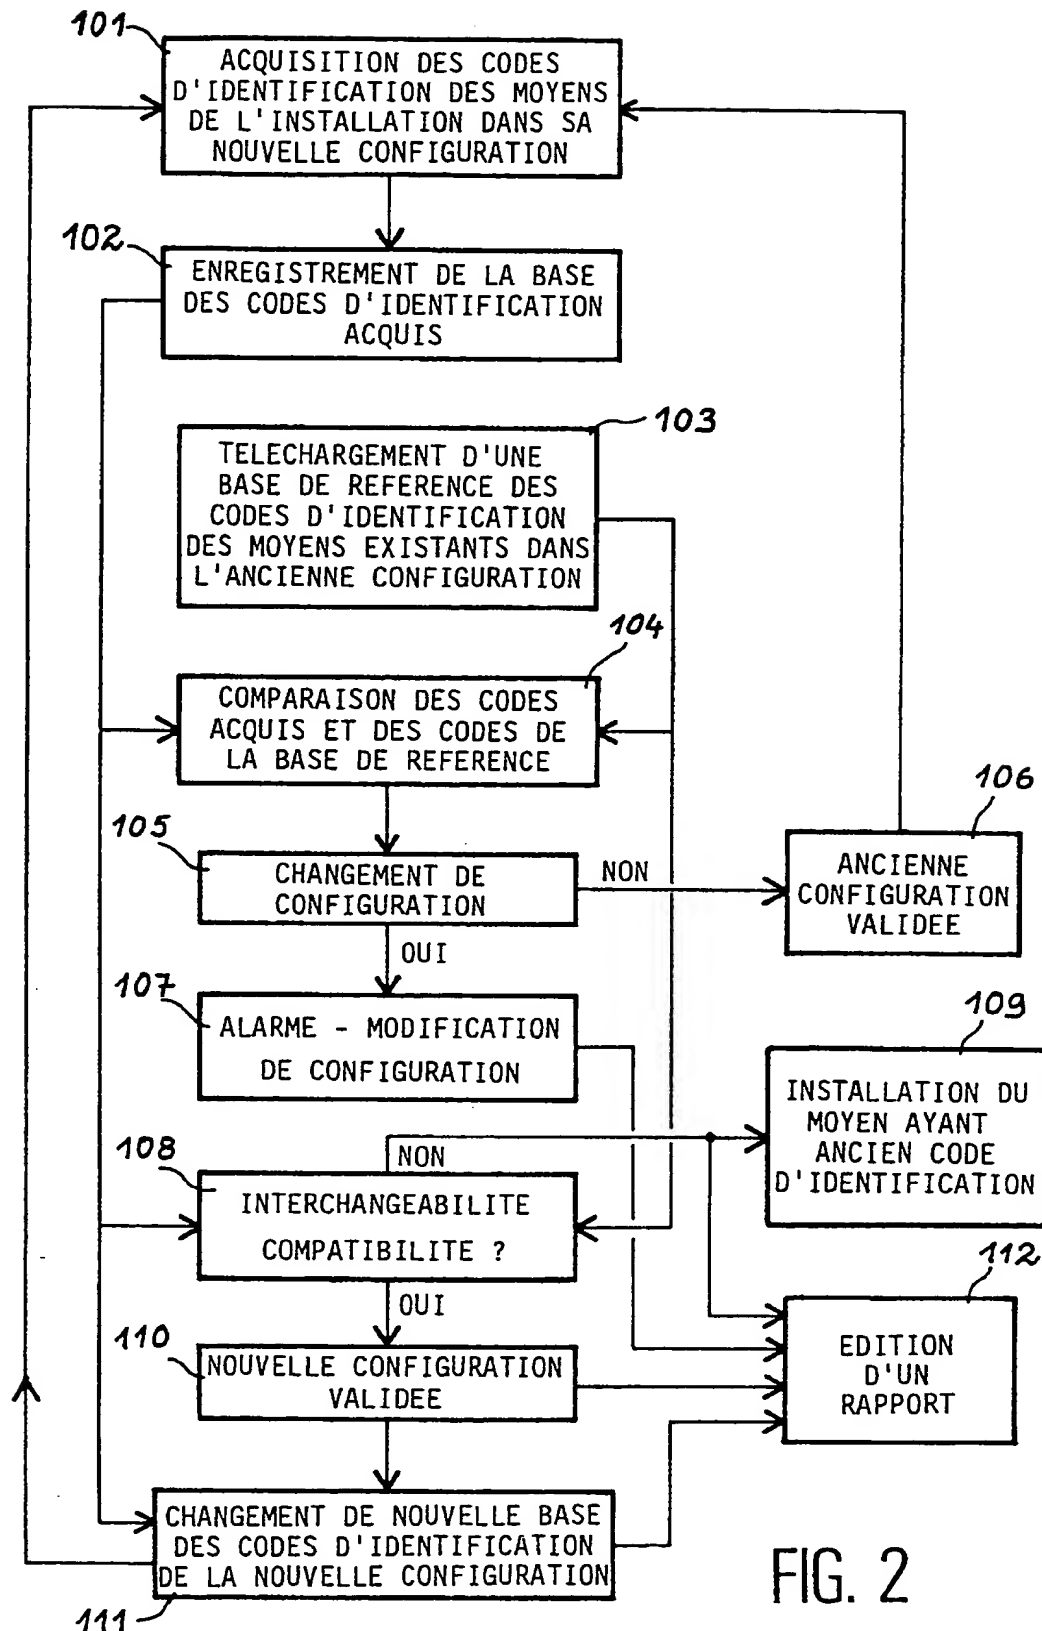 101
ACQUISITION DES CODES
D'IDENTIFICATION DES MOYENS
DE L'INSTALLATION DANS SA
NOUVELLE CONFIGURATION
102
ENREGISTREMENT DE LA BASE
DES CODES D'IDENTIFICATION
ACQUIS
103
TELECHARGEMENT D'UNE
BASE DE REFERENCE DES
CODES D'IDENTIFICATION
DES MOYENS EXISTANTS DANS
L'ANCIENNE CONFIGURATION
104
COMPARAISON DES CODES
ACQUIS ET DES CODES DE
LA BASE DE REFERENCE
105
CHANGEMENT DE
CONFIGURATION
NON
106
ANCIENNE
CONFIGURATION
VALIDEE
OUI
107
ALARME - MODIFICATION
DE CONFIGURATION
109
INSTALLATION DU
MOYEN AYANT
ANCIEN CODE
D'IDENTIFICATION
NON
108
INTERCHANGEABILITE
COMPATIBILITE ?
OUI
112
EDITION
D'UN
RAPPORT
110
NOUVELLE CONFIGURATION
VALIDEE
CHANGEMENT DE NOUVELLE BASE
DES CODES D'IDENTIFICATION
DE LA NOUVELLE CONFIGURATION
111
FIG. 2